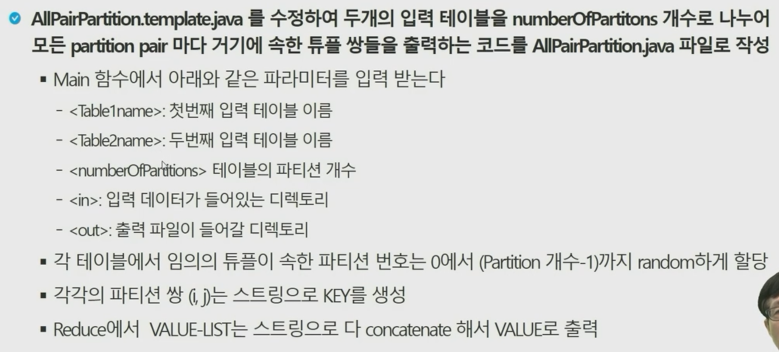 AllPairPartition.template.java 를 수정하여 두개의 입력 테이블을 numberOfPartitons 개수로 나누어
모든 partition pair 마다 거기에 속한 튜플 쌍들을 출력하는 코드를 AllPairPartition.java 파일로 작성
▪ Main 함수에서 아래와 같은 파라미터를 입력 받는다
- <Table1name>: 첫번째 입력 테이블 이름
- <Table2name>: 두번째 입력 테이블 이름
- <numberOfPartitions> 테이블의 파티션 개수
- <in>: 입력 데이터가 들어있는 디렉토리
- <out>: 출력 파일이 들어갈 디렉토리
▪ 각 테이블에서 임의의 튜플이 속한 파티션 번호는 0에서 (Partition 개수-1)까지 random하게 할당
▪ 각각의 파티션 쌍 (i, j)는 스트링으로 KEY를 생성
▪ Reduce에서 VALUE-LIST는 스트링으로 다 concatenate 해서 VALUE로 출력